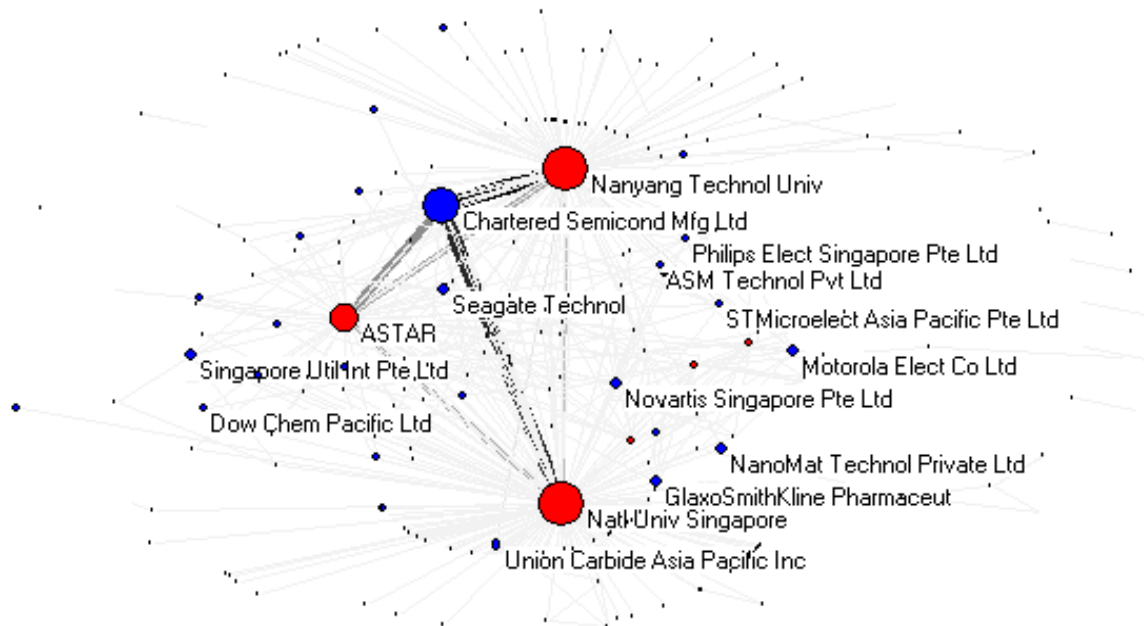 Nanyang Technol Univ
Chartered Semicond Mfg Ltd
Philips Elect Singapore Pte Ltd
ASM Technol Pvt Ltd
Seagate Technol
STMicroelect Asia Pacific Pte Ltd
ASTAR
Motorola Elect Co Ltd
Singapore Util Int Pte Ltd
Novartis Singapore Pte Ltd
Dow Chem Pacific Ltd
NanoMat Technol Private Ltd
GlaxoSmithKline Pharmaceut
Natl Univ Singapore
Union Carbide Asia Pacific Inc